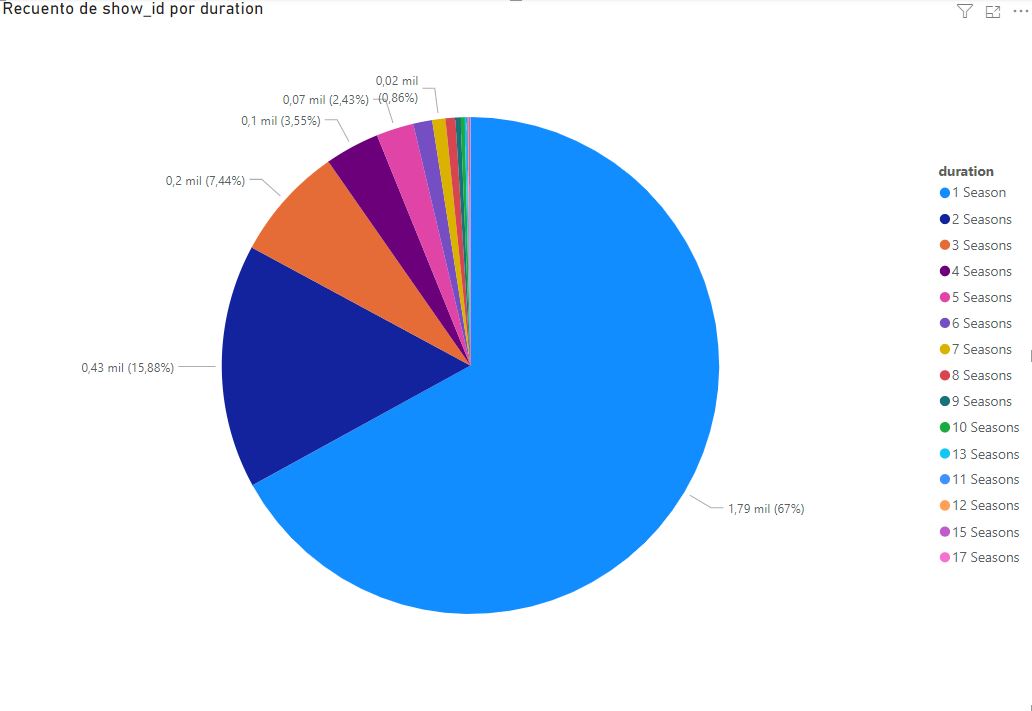 Recuento de show_id por duration
0,02 mil
(0,86%)
0,07 mil (2,43%)
0,1 mil (3,55%)
0,2 mil (7,44%)
0,43 mil (15,88%)
1,79 mil (67%)
duration
1 Season
2 Seasons
3 Seasons
4 Seasons
5 Seasons
6 Seasons
7 Seasons
8 Seasons
9 Seasons
10 Seasons
13 Seasons
11 Seasons
12 Seasons
15 Seasons
17 Seasons